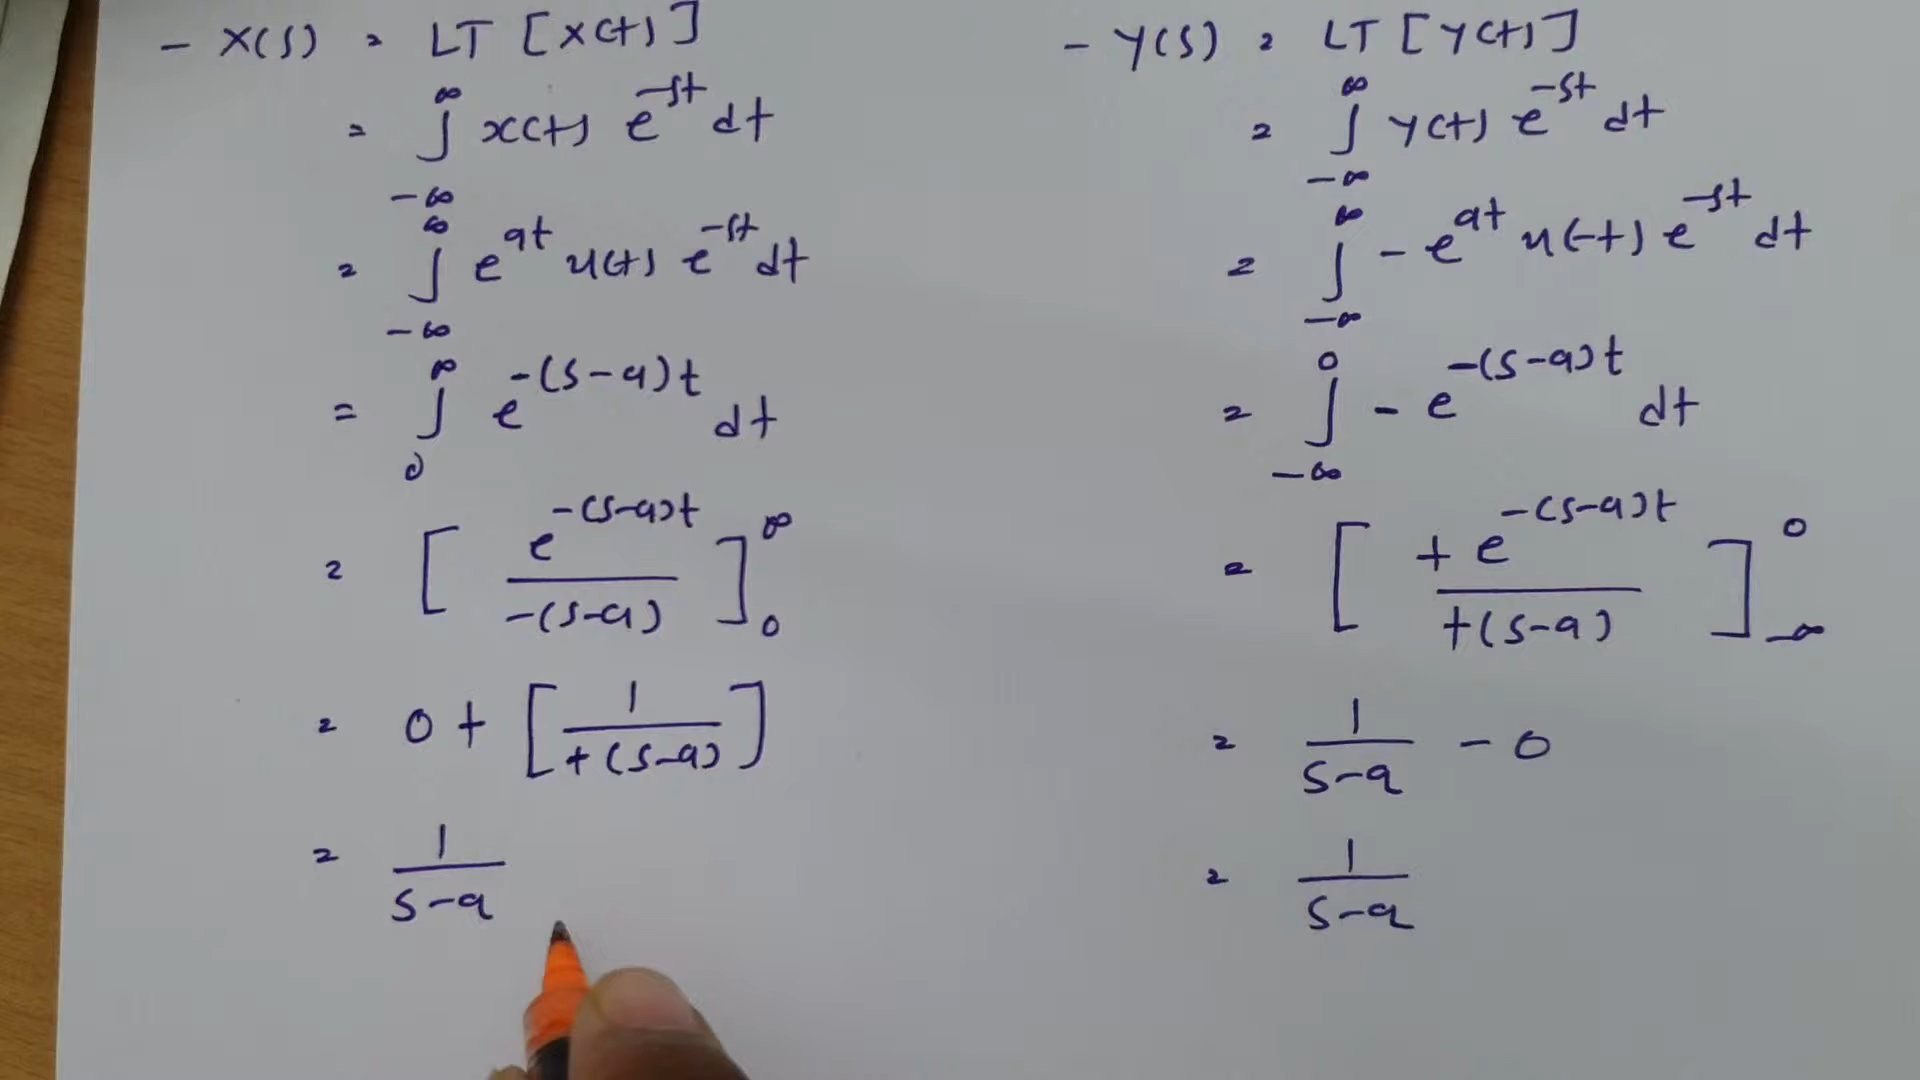 - X(s) = LT [x(t)]
= ∫_{-∞}^{∞} x(t) e^{-st} dt
= ∫_{-∞}^{∞} e^{at} u(t) e^{-st} dt
= ∫_{0}^{∞} e^{-(s-a)t} dt
= [ e^{-(s-a)t} / -(s-a) ]_{0}^{∞}
= 0 + [ 1 / +(s-a) ]
= 1 / s-a
- Y(s) = LT [y(t)]
= ∫_{-∞}^{∞} y(t) e^{-st} dt
= ∫_{-∞}^{∞} - e^{at} u(-t) e^{-st} dt
= ∫_{-∞}^{0} - e^{-(s-a)t} dt
= [ + e^{-(s-a)t} / +(s-a) ]_{-∞}^{0}
= 1 / s-a - 0
= 1 / s-a